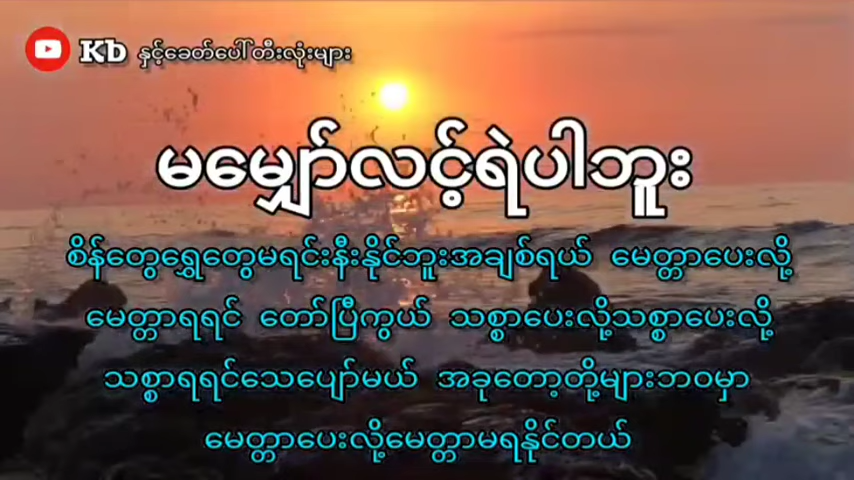 Kb နှင့်ခေတ်ပေါ်တီးလုံးများ
မမျှော်လင့်ရဲပါဘူး
စိန်တွေရွှေတွေမရင်းနီးနိုင်ဘူးအချစ်ရယ် မေတ္တာပေးလို့
မေတ္တာရရင် တော်ပြီကွယ် သစ္စာပေးလို့သစ္စာပေးလို့
သစ္စာရရင်သေပျော်မယ် အခုတော့တို့များဘဝမှာ
မေတ္တာပေးလို့မေတ္တာမရနိုင်တယ်